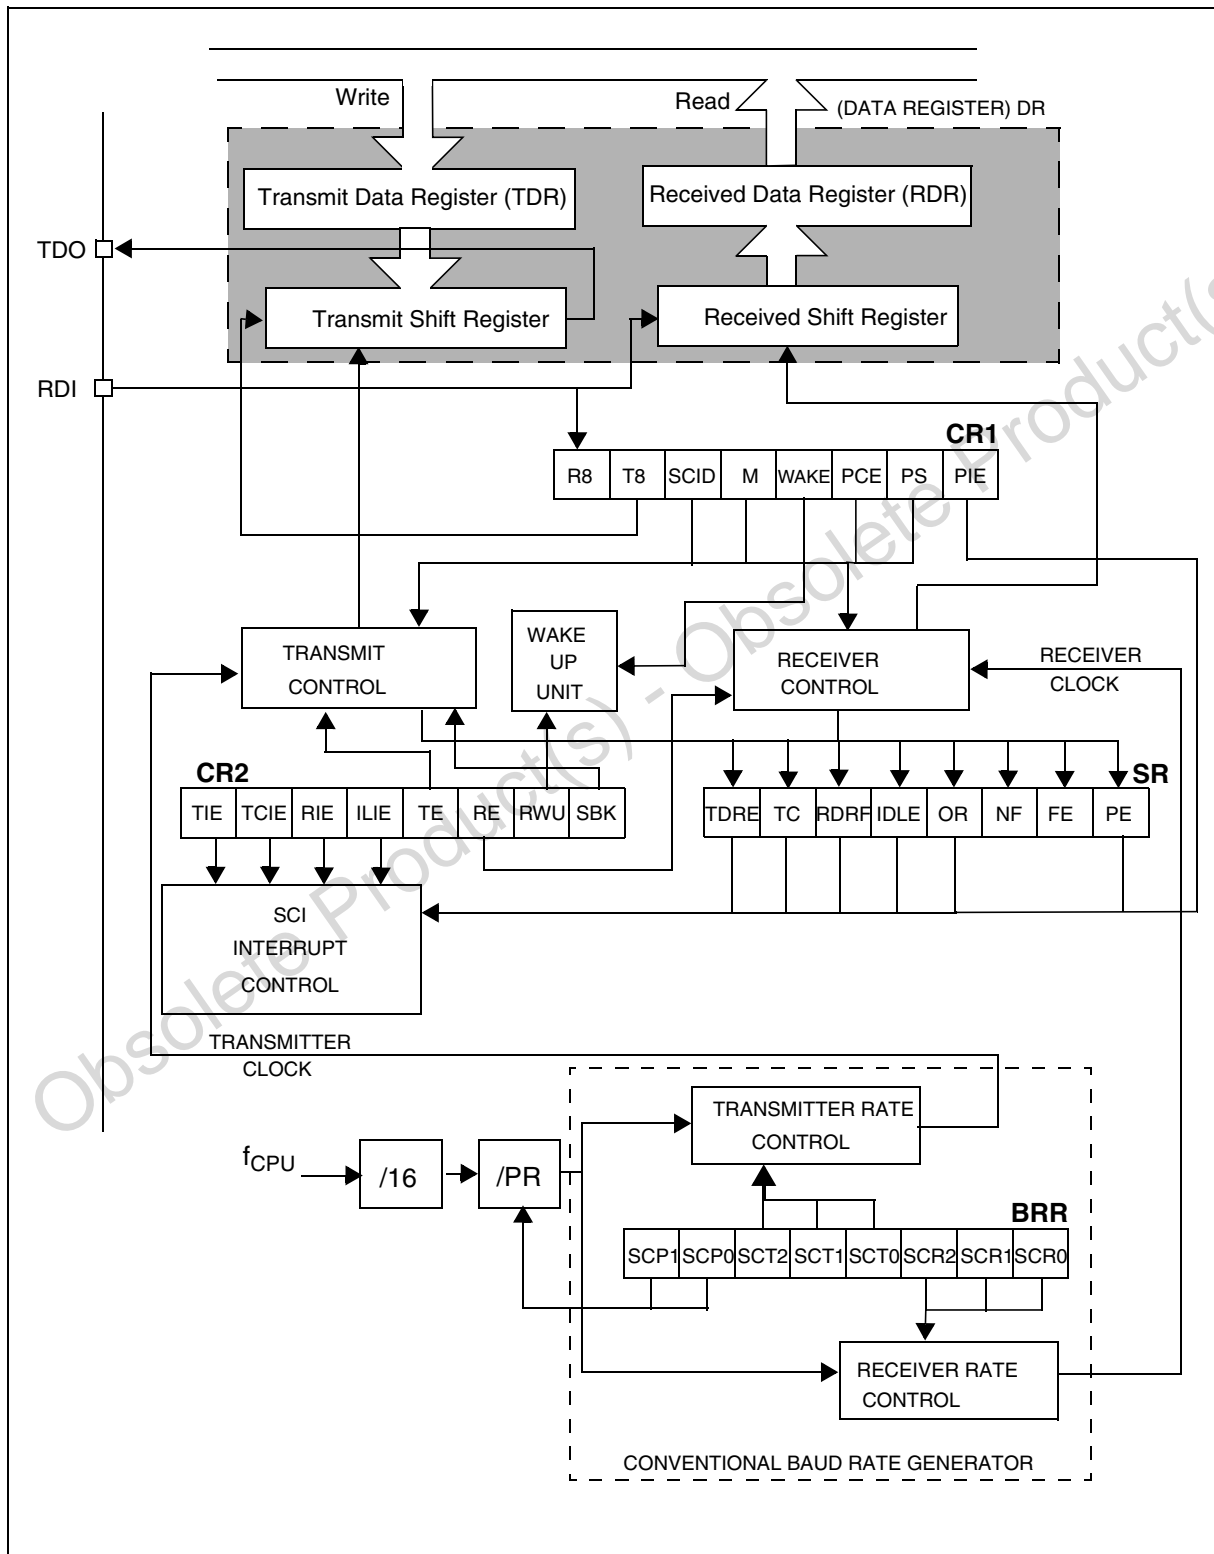 Write
Read
(DATA REGISTER) DR
Transmit Data Register (TDR)
Received Data Register (RDR)
TDO
Transmit Shift Register
Received Shift Register
RDI
CR1
R8 T8 SCID M WAKE PCE PS PIE
TRANSMIT
CONTROL
WAKE
UP
UNIT
RECEIVER
CONTROL
RECEIVER
CLOCK
CR2
TIE TCIE RIE ILIE TE RE RWU SBK
SR
TDRE TC RDRF IDLE OR NF FE PE
SCI
INTERRUPT
CONTROL
TRANSMITTER
CLOCK
TRANSMITTER RATE
CONTROL
fCPU
/16
/PR
BRR
SCP1 SCP0 SCT2 SCT1 SCT0 SCR2 SCR1 SCR0
RECEIVER RATE
CONTROL
CONVENTIONAL BAUD RATE GENERATOR
Obsolete Product(s) - Obsolete Product(s